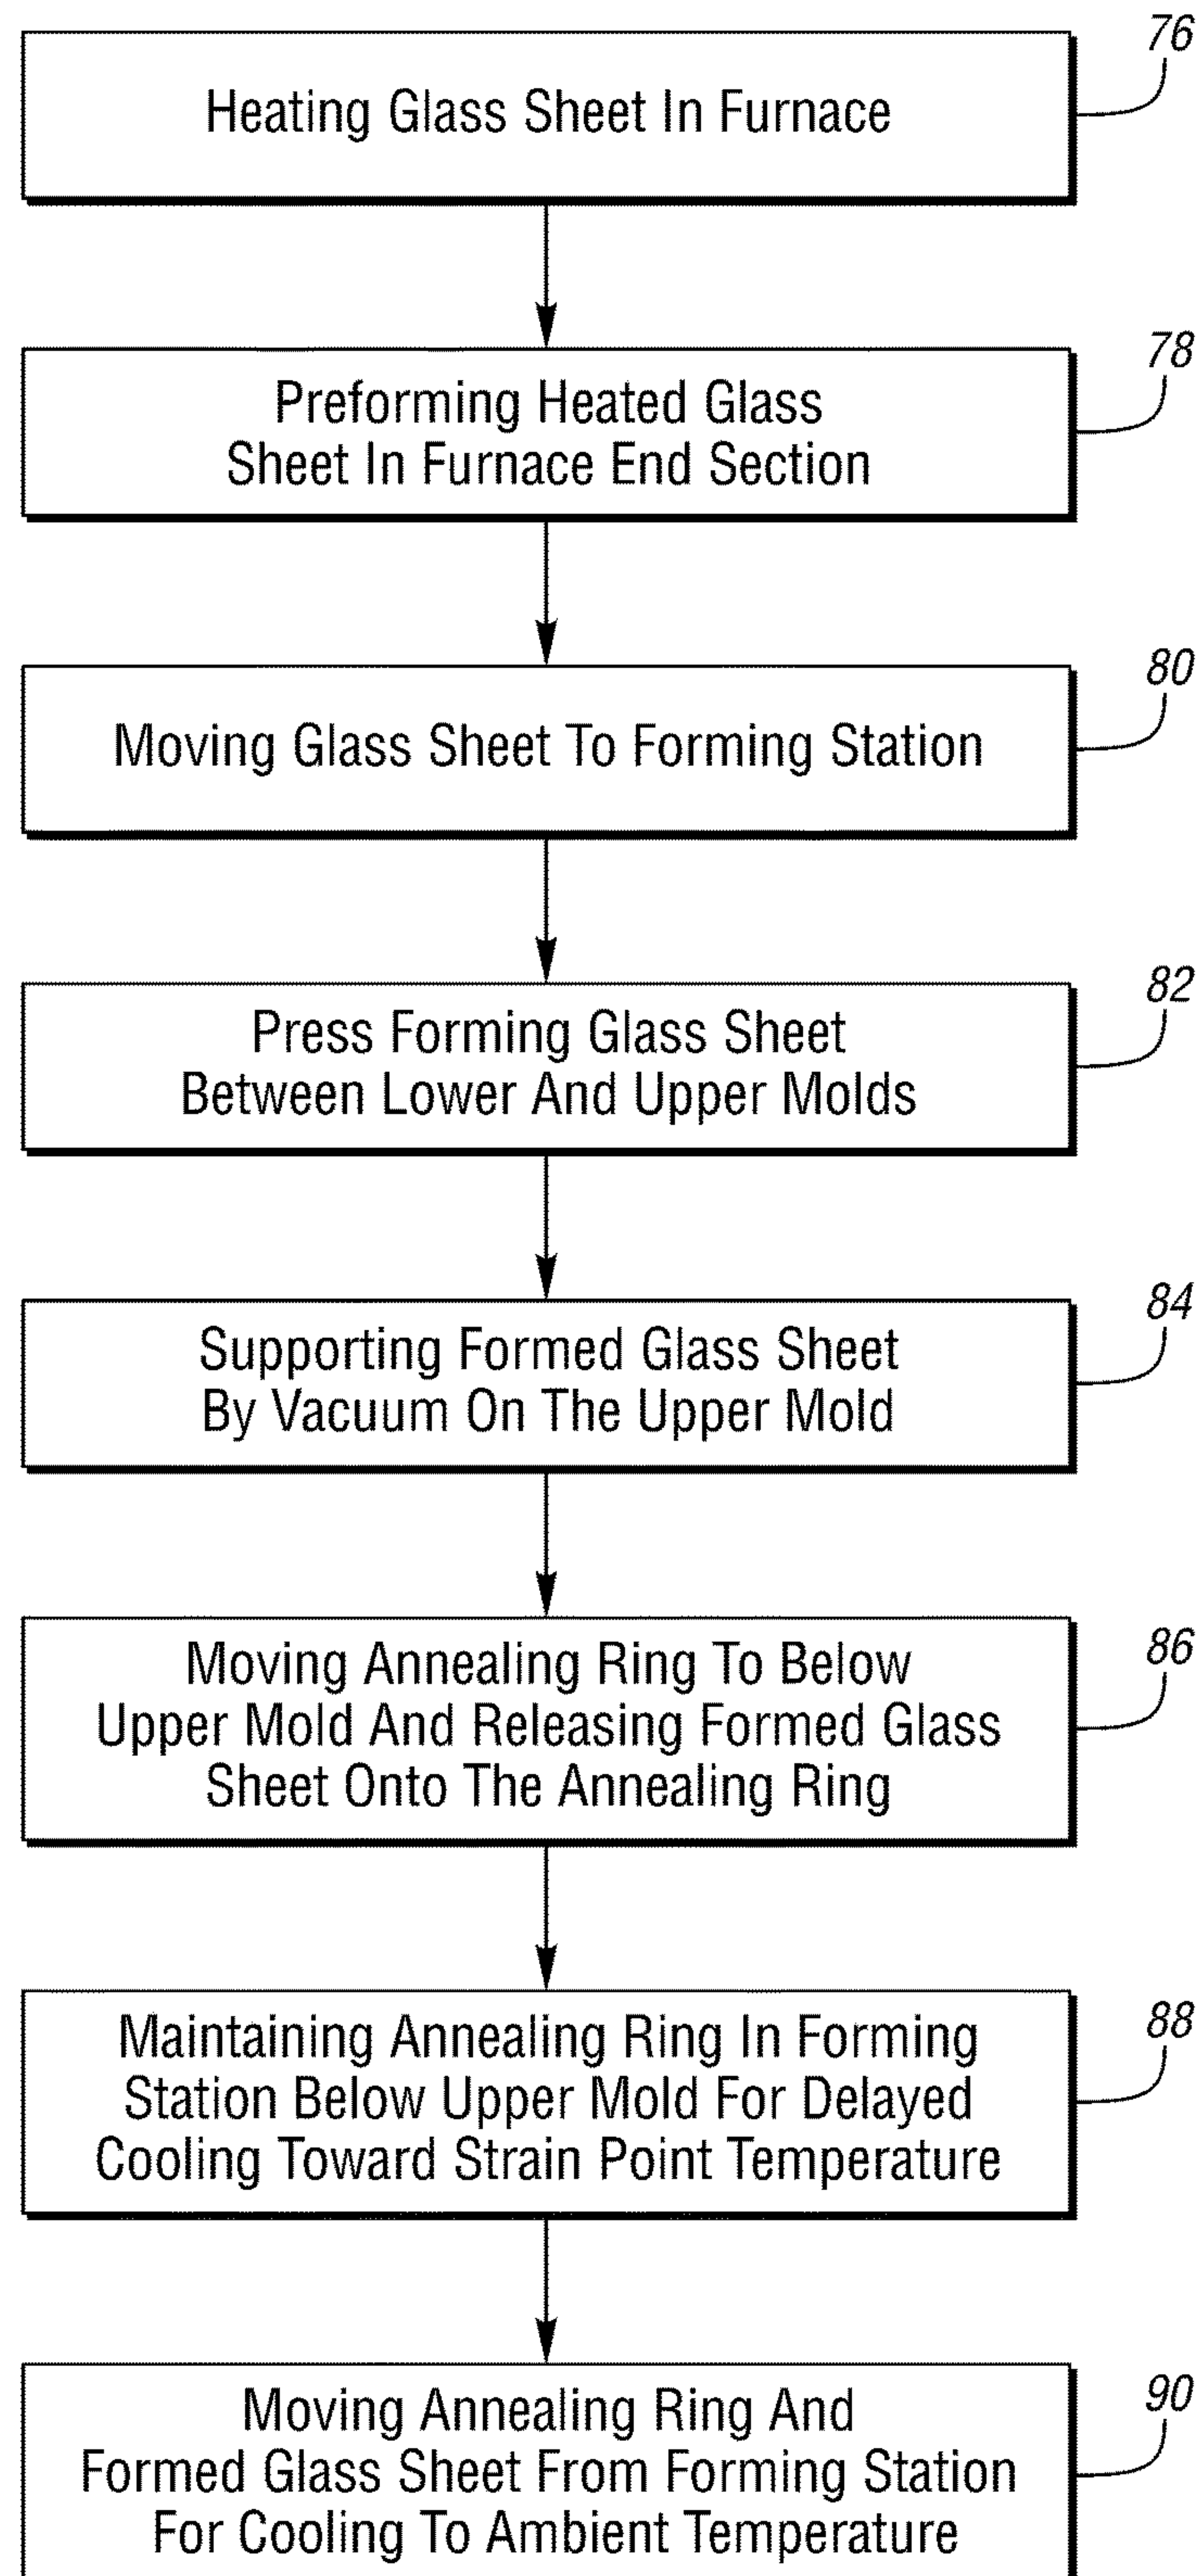 76
Heating Glass Sheet In Furnace
78
Preforming Heated Glass
Sheet In Furnace End Section
80
Moving Glass Sheet To Forming Station
82
Press Forming Glass Sheet
Between Lower And Upper Molds
84
Supporting Formed Glass Sheet
By Vacuum On The Upper Mold
86
Moving Annealing Ring To Below
Upper Mold And Releasing Formed Glass
Sheet Onto The Annealing Ring
88
Maintaining Annealing Ring In Forming
Station Below Upper Mold For Delayed
Cooling Toward Strain Point Temperature
90
Moving Annealing Ring And
Formed Glass Sheet From Forming Station
For Cooling To Ambient Temperature